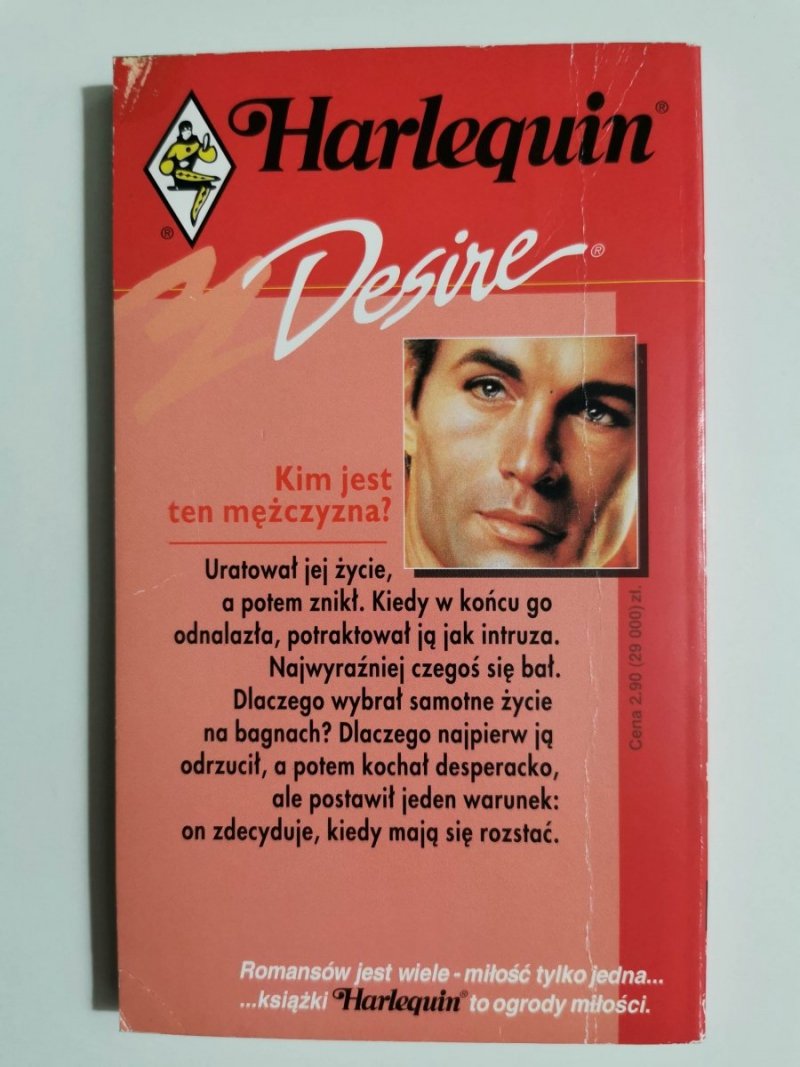 Harlequin®
®
Desire®
Kim jest
ten mężczyzna?
Uratował jej życie,
a potem znikł. Kiedy w końcu go
odnalazła, potraktował ją jak intruza.
Najwyraźniej czegoś się bał.
Dlaczego wybrał samotne życie
na bagnach? Dlaczego najpierw ją
odrzucił, a potem kochał desperacko,
ale postawił jeden warunek:
on zdecyduje, kiedy mają się rozstać.
Cena 2.90 (29 000) zł.
Romansów jest wiele - miłość tylko jedna...
...książki Harlequin® to ogrody miłości.